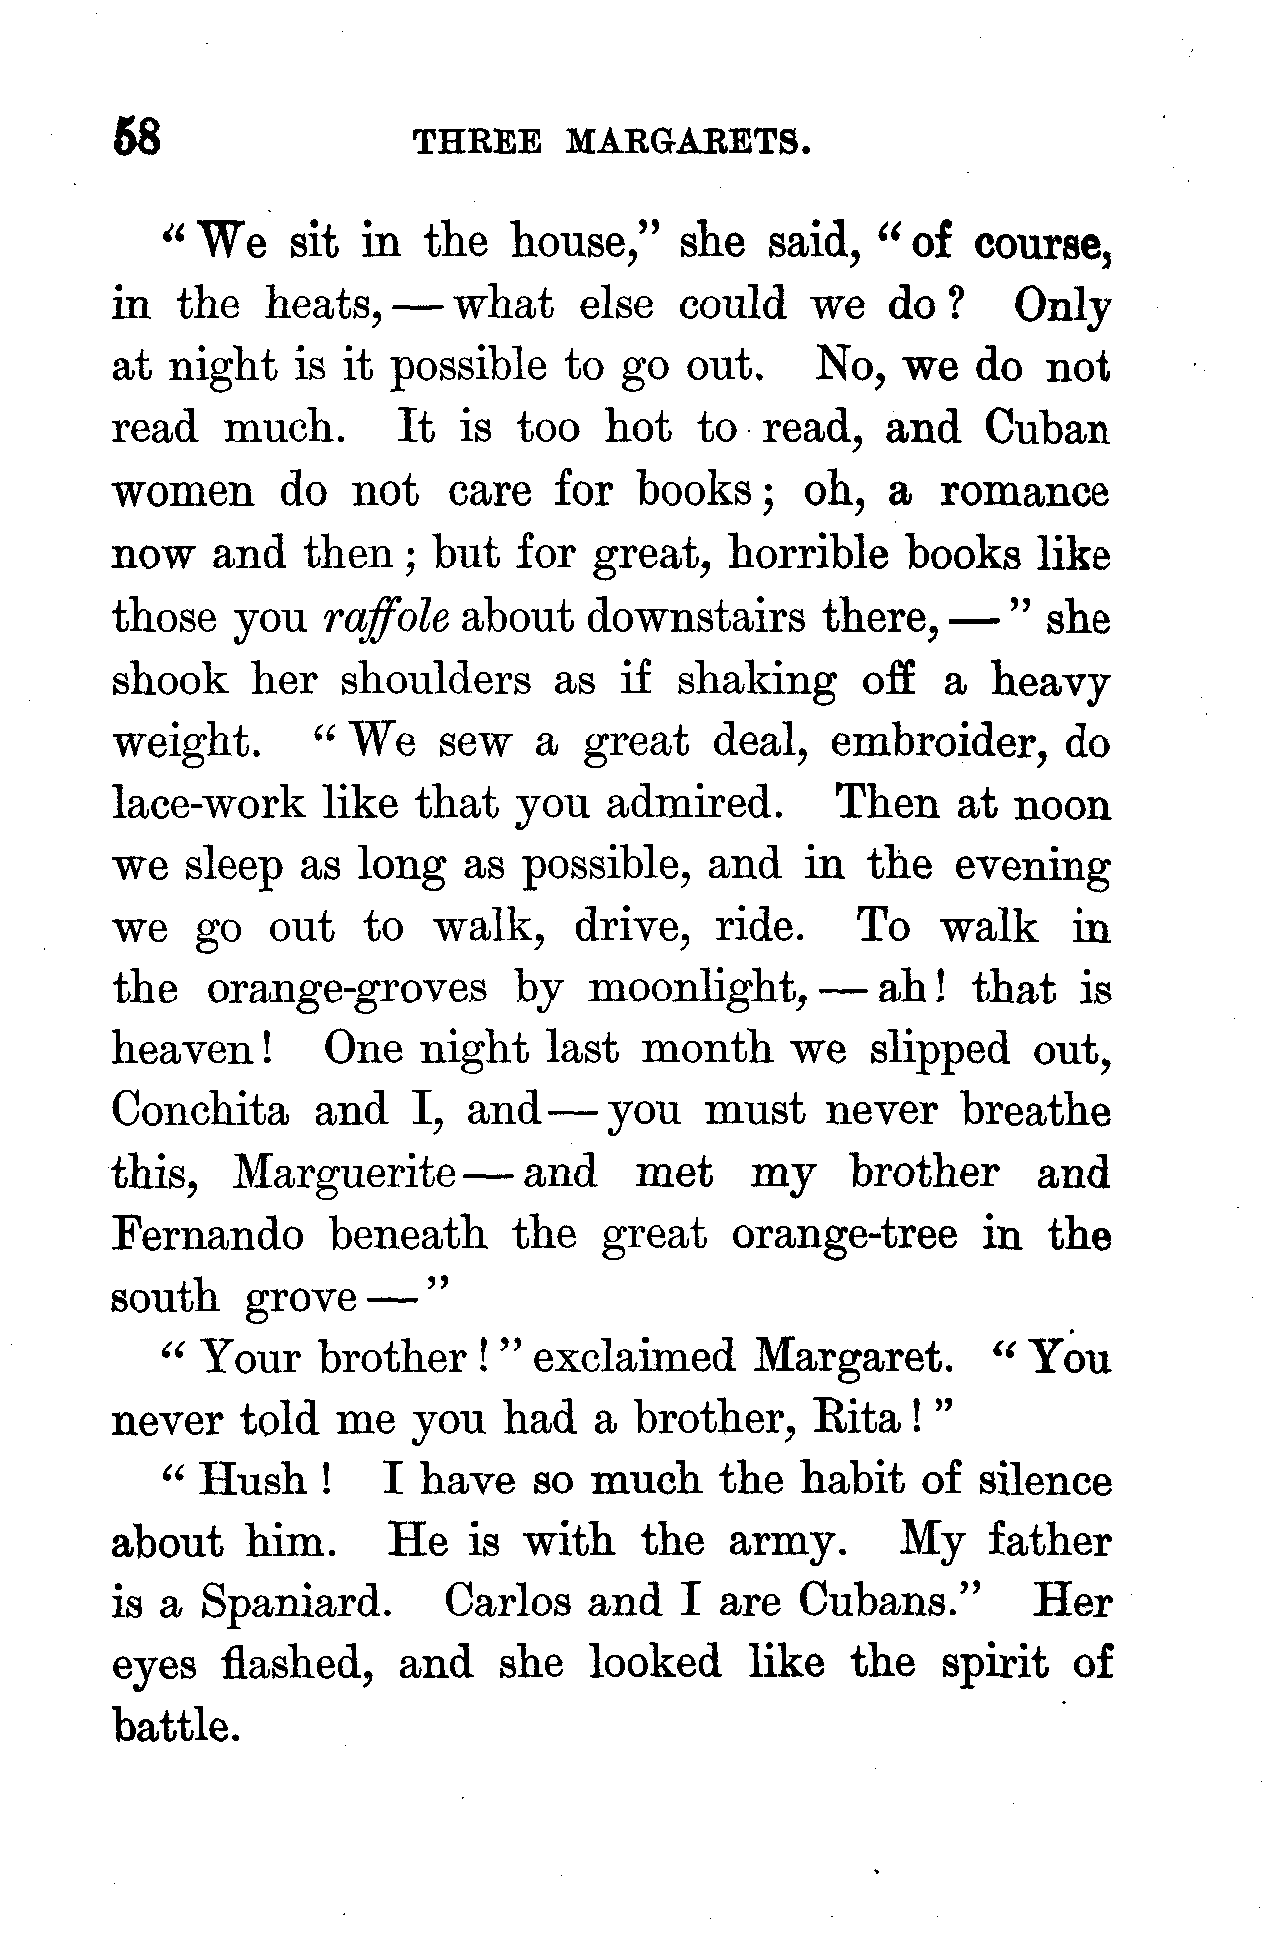 58 THREE MARGARETS.
“We sit in the house,” she said, “of course,
in the heats,—what else could we do? Only
at night is it possible to go out. No, we do not
read much. It is too hot to read, and Cuban
women do not care for books; oh, a romance
now and then; but for great, horrible books like
those you raffole about downstairs there,—” she
shook her shoulders as if shaking off a heavy
weight. “We sew a great deal, embroider, do
lace-work like that you admired. Then at noon
we sleep as long as possible, and in the evening
we go out to walk, drive, ride. To walk in
the orange-groves by moonlight,—ah! that is
heaven! One night last month we slipped out,
Conchita and I, and—you must never breathe
this, Marguerite—and met my brother and
Fernando beneath the great orange-tree in the
south grove—”
“Your brother!” exclaimed Margaret. “You
never told me you had a brother, Rita!”
“Hush! I have so much the habit of silence
about him. He is with the army. My father
is a Spaniard. Carlos and I are Cubans.” Her
eyes flashed, and she looked like the spirit of
battle.